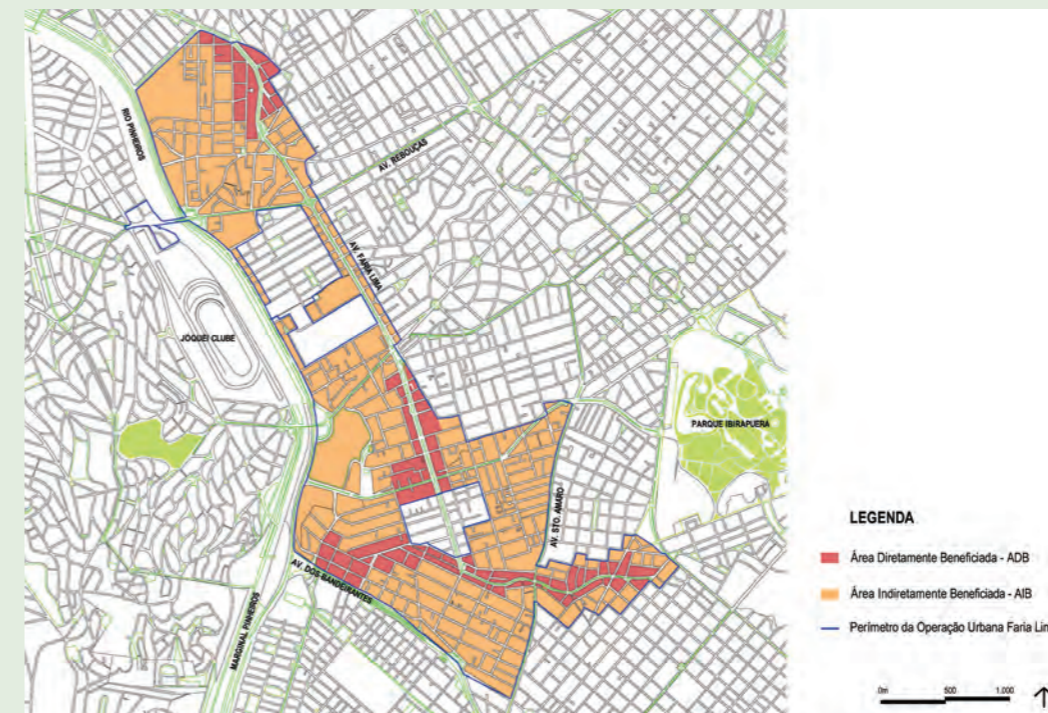 RIO PINHEIROS
AV. REBOUÇAS
AV. FARIA LIMA
JOQUEI CLUBE
PARQUE IBIRAPUERA
AV. STO. AMARO
AV. DOS BANDEIRANTES
MARGINAL PINHEIROS
LEGENDA
Área Diretamente Beneficiada - ADB
Área Indiretamente Beneficiada - AIB
Perímetro da Operação Urbana Faria Lim
0m 500 1.000